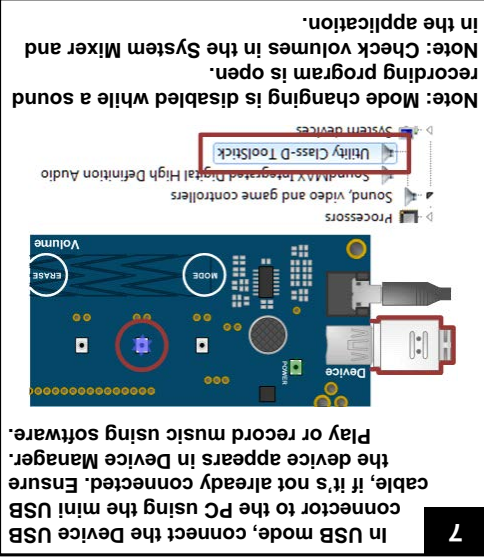 7
In USB mode, connect the Device USB
connector to the PC using the mini USB
cable, if it's not already connected. Ensure
the device appears in Device Manager.
Play or record music using software.
Device
POWER
MODE
ERASE
Volume
Processors
Sound, video and game controllers
SoundMAX Integrated Digital High Definition Audio
Utility Class-D ToolStick
System devices
Note: Mode changing is disabled while a sound
recording program is open.
Note: Check volumes in the System Mixer and
in the application.